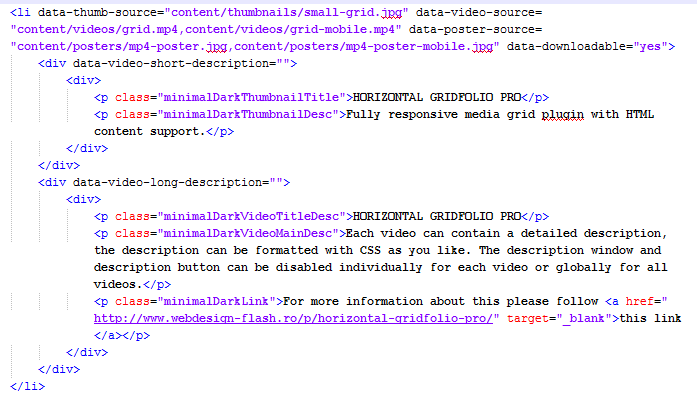 <li data-thumb-source="content/thumbnails/small-grid.jpg" data-video-source=
"content/videos/grid.mp4,content/videos/grid-mobile.mp4" data-poster-source=
"content/posters/mp4-poster.jpg,content/posters/mp4-poster-mobile.jpg" data-downloadable="yes">
<div data-video-short-description="">
<div>
<p class="minimalDarkThumbnailTitle">HORIZONTAL GRIDFOLIO PRO</p>
<p class="minimalDarkThumbnailDesc">Fully responsive media grid plugin with HTML
content support.</p>
</div>
</div>
<div data-video-long-description="">
<div>
<p class="minimalDarkVideoTitleDesc">HORIZONTAL GRIDFOLIO PRO</p>
<p class="minimalDarkVideoMainDesc">Each video can contain a detailed description,
the description can be formatted with CSS as you like. The description window and
description button can be disabled individually for each video or globally for all
videos.</p>
<p class="minimalDarkLink">For more information about this please follow <a href="
http://www.webdesign-flash.ro/p/horizontal-gridfolio-pro/" target="_blank">this link
</a></p>
</div>
</div>
</li>